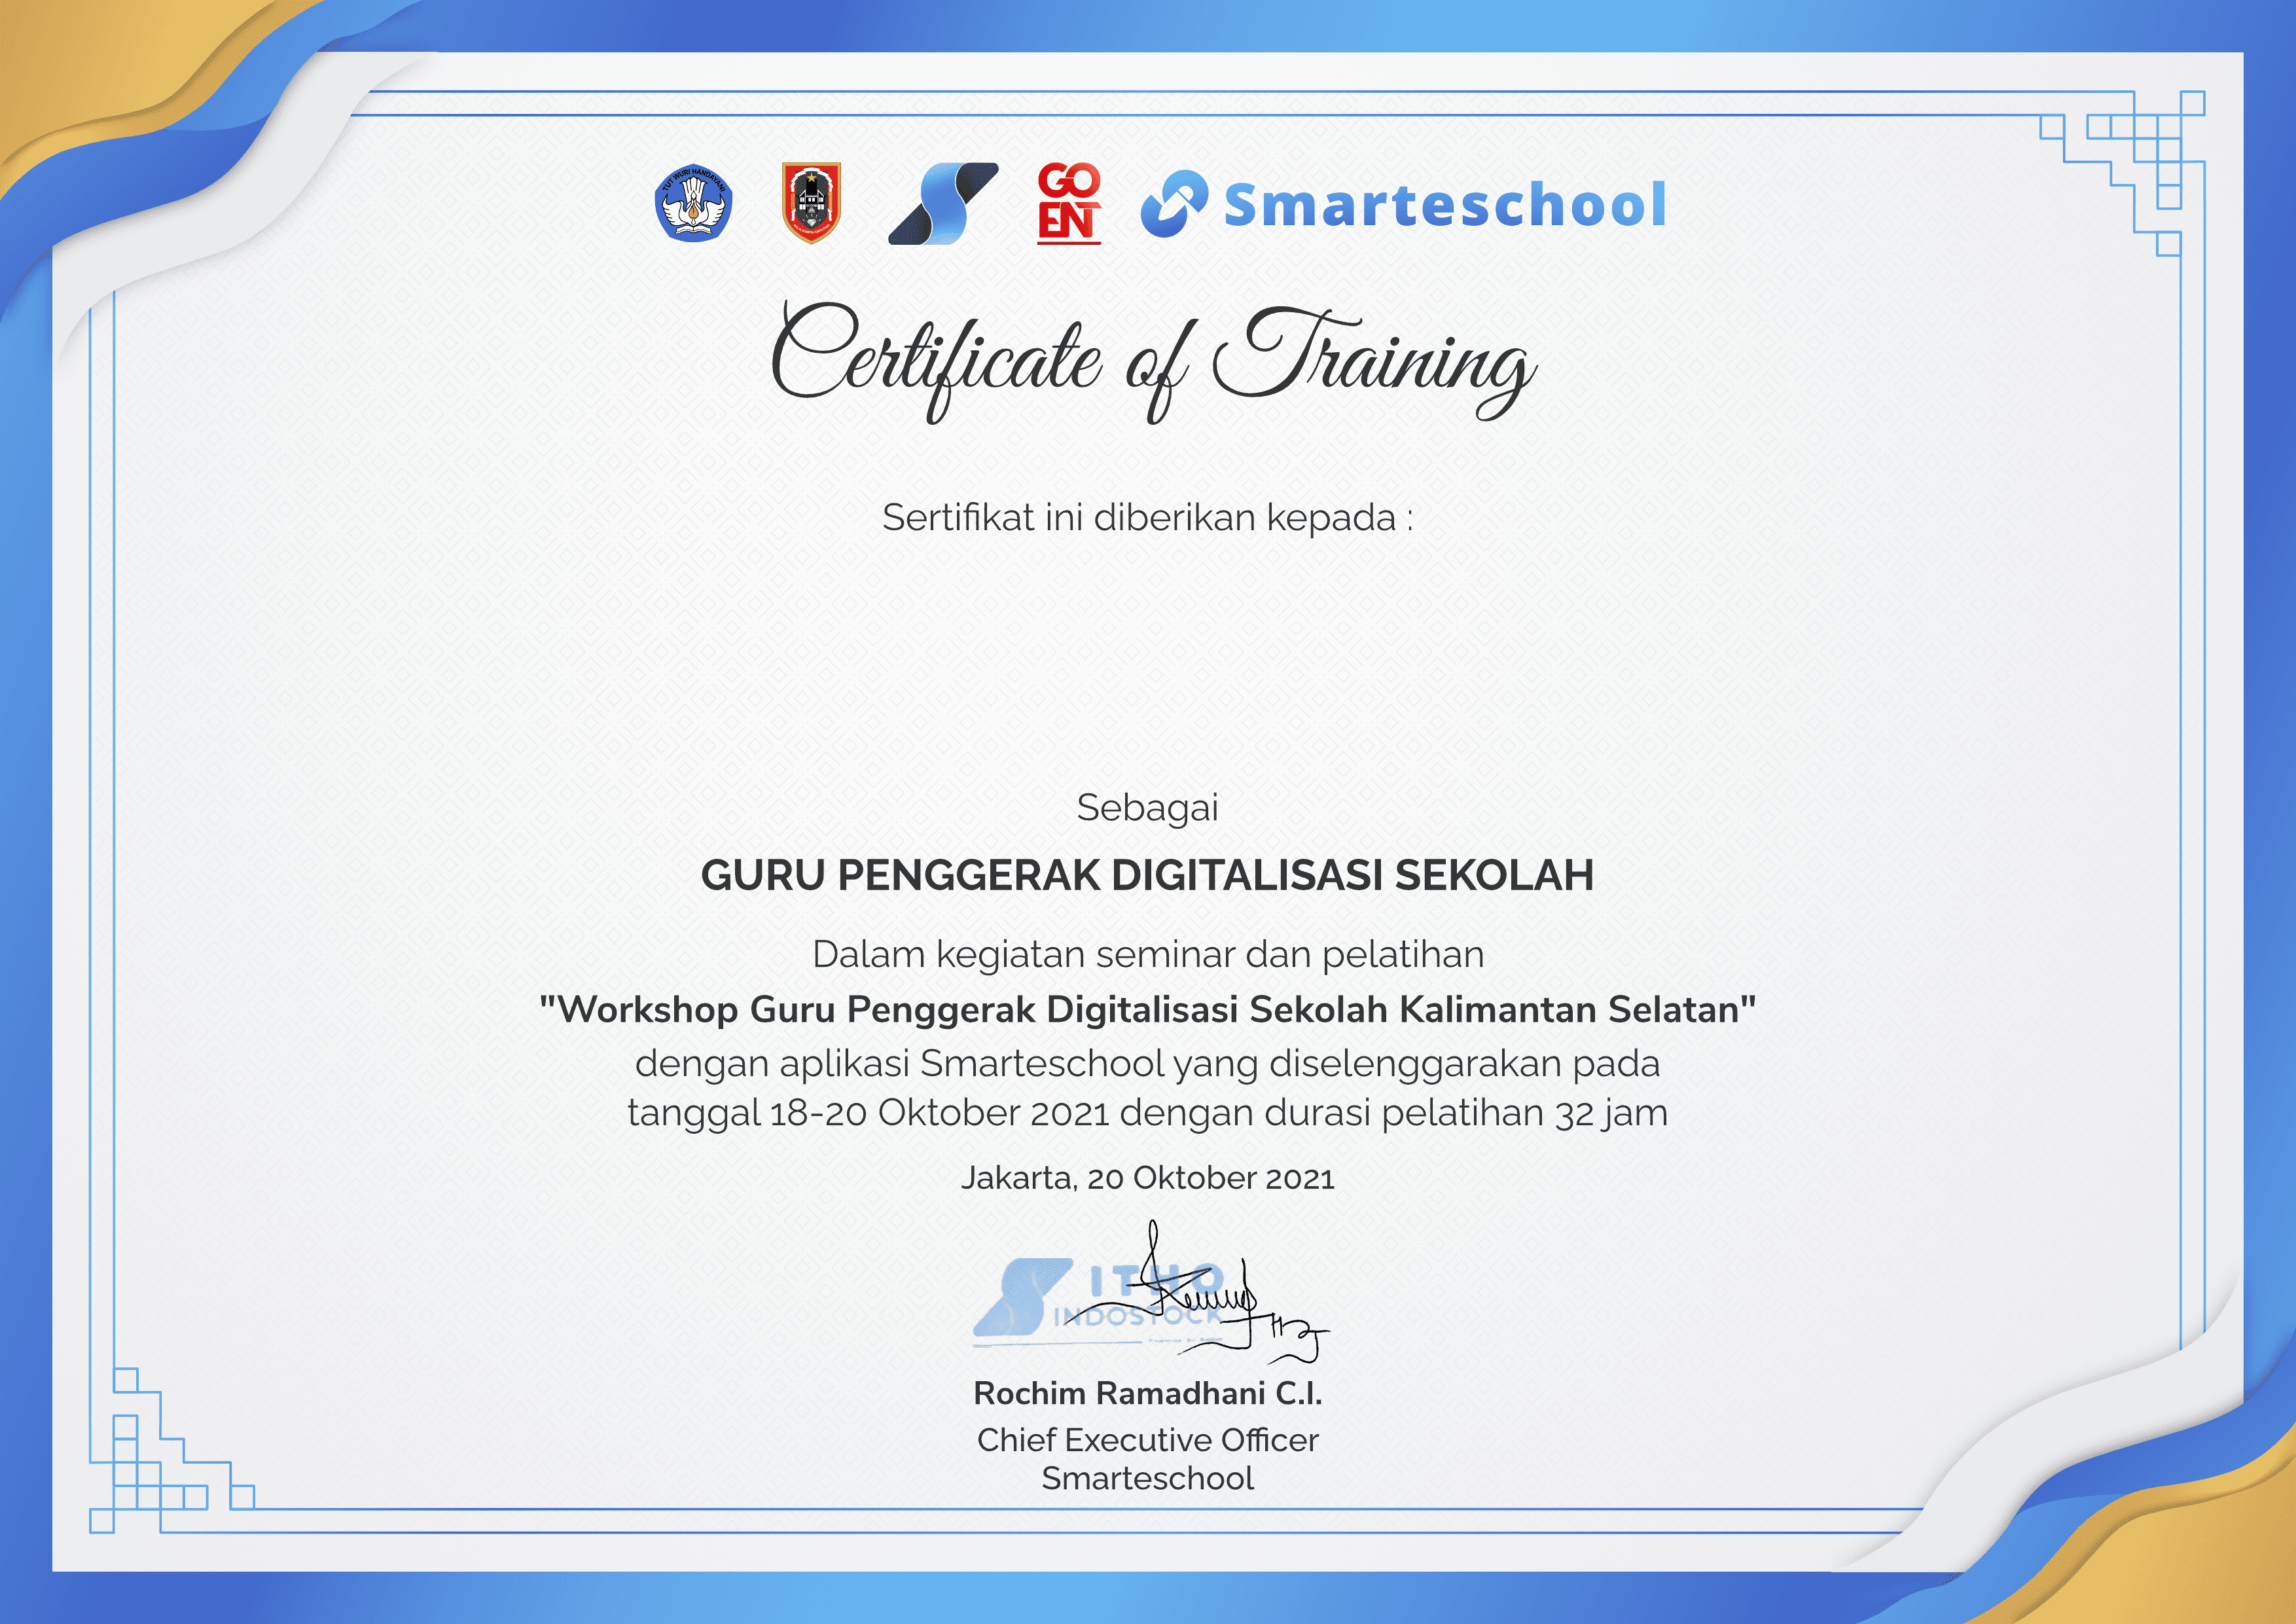 TUT WURI HANDAYANI
GO
ENT
Smarteschool
Certificate of Training
Sertifikat ini diberikan kepada :
Sebagai
GURU PENGGERAK DIGITALISASI SEKOLAH
Dalam kegiatan seminar dan pelatihan
"Workshop Guru Penggerak Digitalisasi Sekolah Kalimantan Selatan"
dengan aplikasi Smarteschool yang diselenggarakan pada
tanggal 18-20 Oktober 2021 dengan durasi pelatihan 32 jam
Jakarta, 20 Oktober 2021
ITHO
INDOSTOCK
Rochim Ramadhani C.I.
Chief Executive Officer
Smarteschool